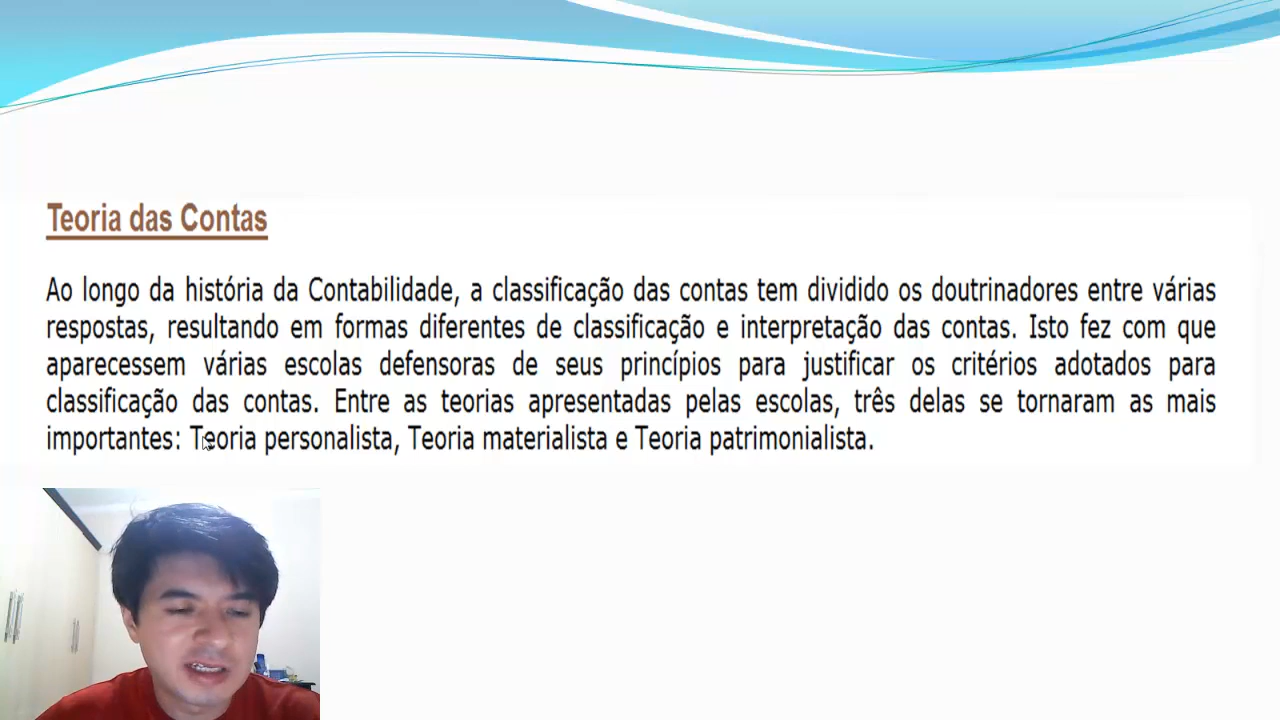 Teoria das Contas
Ao longo da história da Contabilidade, a classificação das contas tem dividido os doutrinadores entre várias
respostas, resultando em formas diferentes de classificação e interpretação das contas. Isto fez com que
aparecessem várias escolas defensoras de seus princípios para justificar os critérios adotados para
classificação das contas. Entre as teorias apresentadas pelas escolas, três delas se tornaram as mais
importantes: Teoria personalista, Teoria materialista e Teoria patrimonialista.